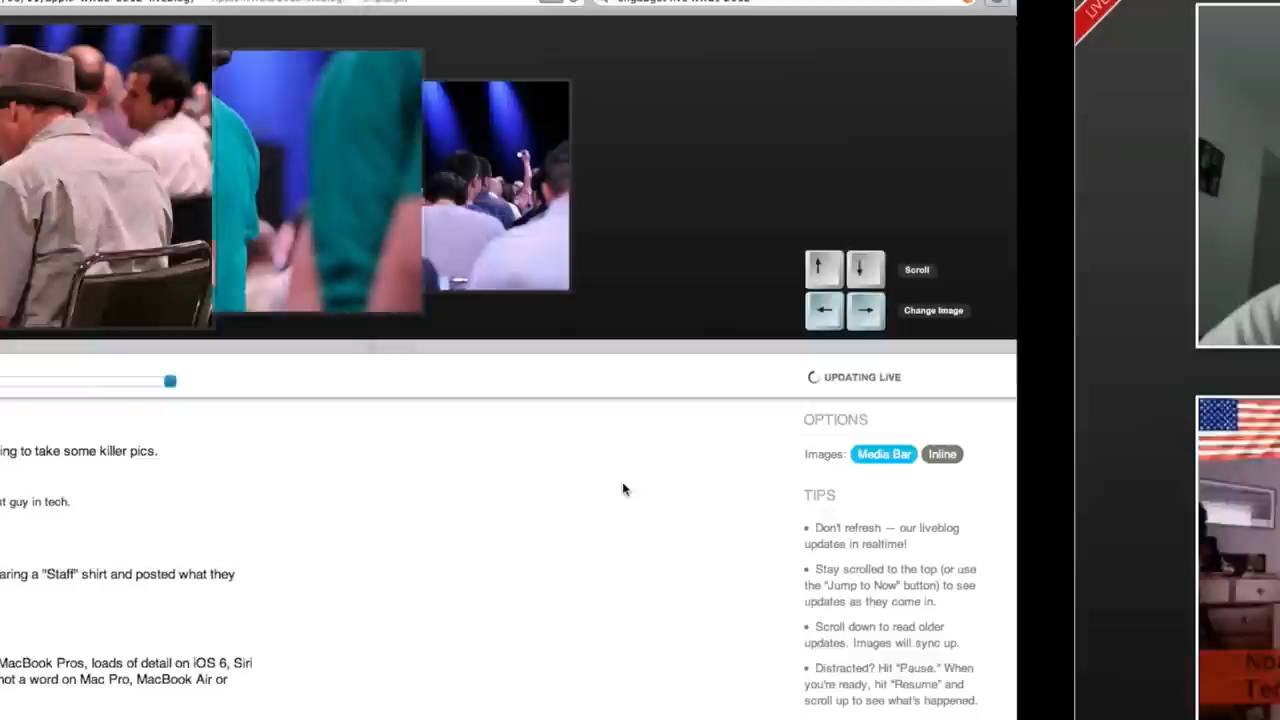 LIVE
Scroll
Change Image
UPDATING LIVE
ing to take some killer pics.
OPTIONS
Images: Media Bar Inline
t guy in tech.
TIPS
• Don't refresh — our liveblog
updates in realtime!
aring a "Staff" shirt and posted what they
• Stay scrolled to the top (or use
the "Jump to Now" button) to see
updates as they come in.
• Scroll down to read older
updates. Images will sync up.
MacBook Pros, loads of detail on iOS 6, Siri
not a word on Mac Pro, MacBook Air or
• Distracted? Hit "Pause." When
you're ready, hit "Resume" and
scroll up to see what's happened.